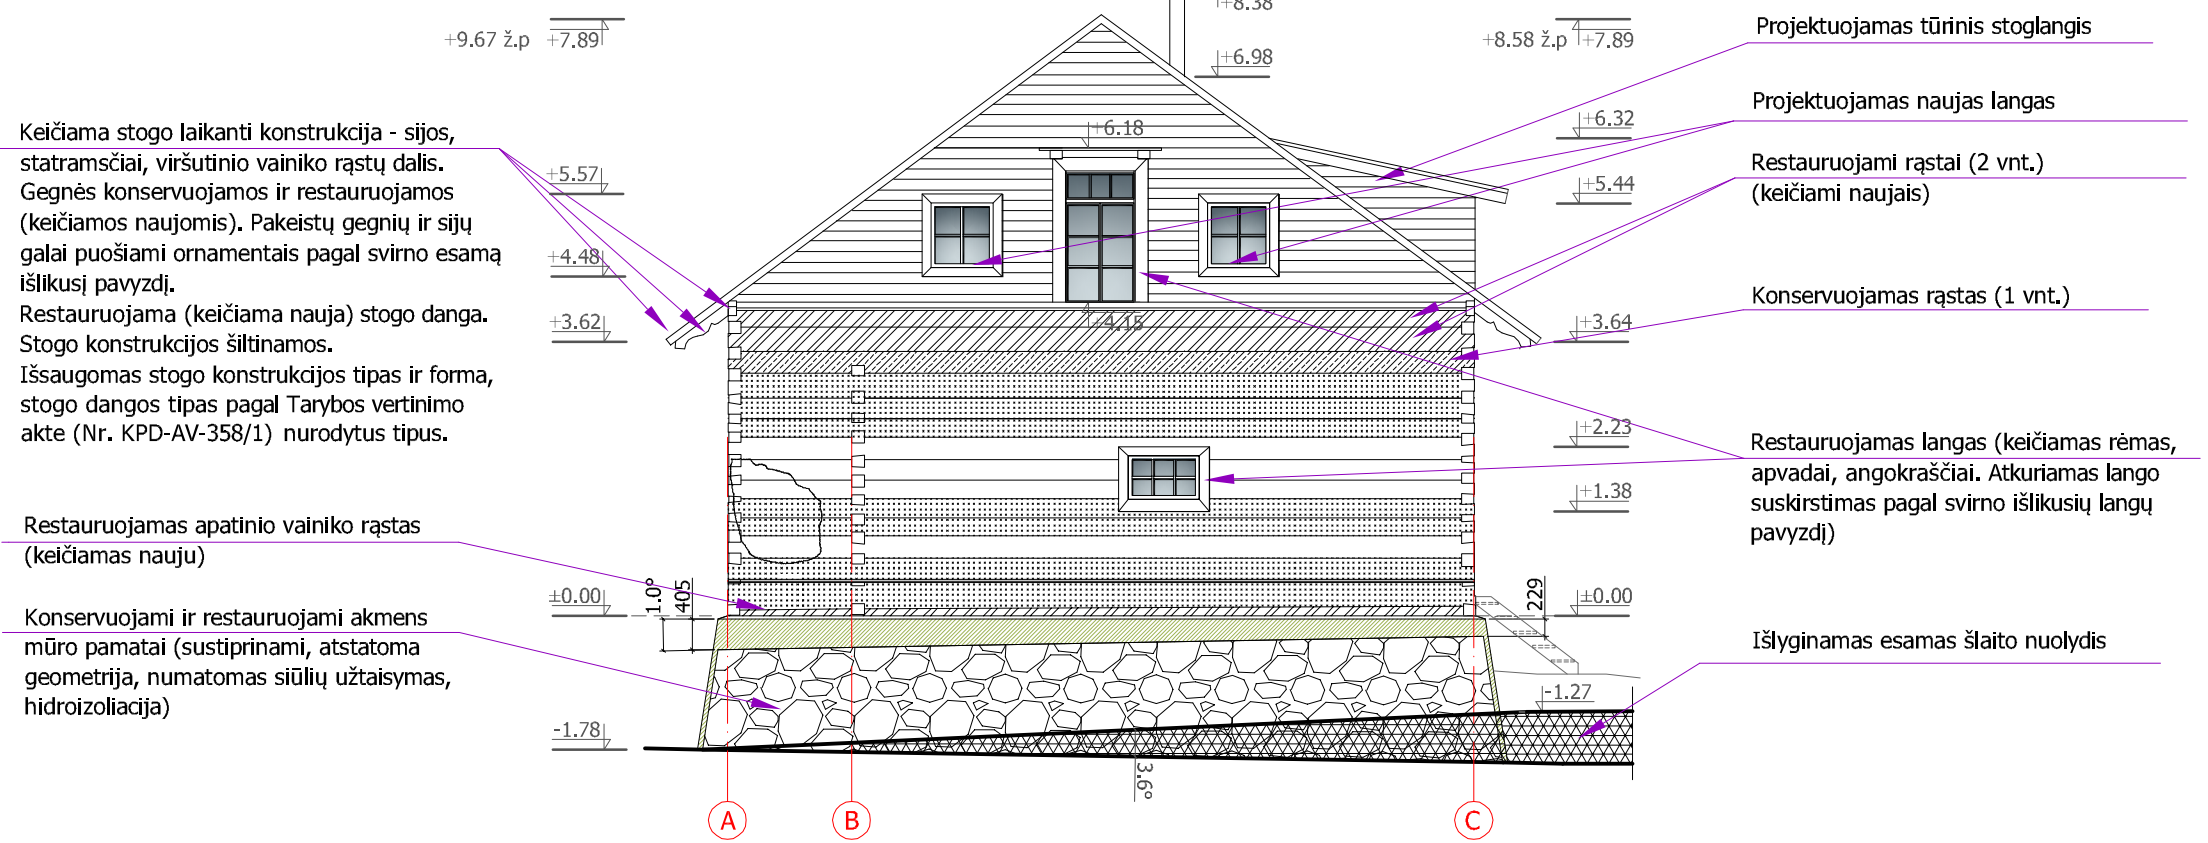 Keičiama stogo laikanti konstrukcija - sijos,
statramsčiai, viršutinio vainiko rąstų dalis.
Gegnės konservuojamos ir restauruojamos
(keičiamos naujomis). Pakeistų gegnių ir sijų
galai puošiami ornamentais pagal svirno esamą
išlikusį pavyzdį.
Restauruojama (keičiama nauja) stogo danga.
Stogo konstrukcijos šiltinamos.
Išsaugomas stogo konstrukcijos tipas ir forma,
stogo dangos tipas pagal Tarybos vertinimo
akte (Nr. KPD-AV-358/1) nurodytus tipus.
Restauruojamas apatinio vainiko rąstas
(keičiamas nauju)
Konservuojami ir restauruojami akmens
mūro pamatai (sustiprinami, atstatoma
geometrija, numatomas siūlių užtaisymas,
hidroizoliacija)
+9.67 ž.p +7.89
+5.57
+4.48
+3.62
±0.00
-1.78
1.0°
405
+8.38
+6.98
+6.18
+4.15
229
-1.27
3.6°
A
B
C
+8.58 ž.p +7.89
+6.32
+5.44
+3.64
+2.23
+1.38
±0.00
Projektuojamas tūrinis stoglangis
Projektuojamas naujas langas
Restauruojami rąstai (2 vnt.)
(keičiami naujais)
Konservuojamas rąstas (1 vnt.)
Restauruojamas langas (keičiamas rėmas,
apvadai, angokraščiai. Atkuriamas lango
suskirstimas pagal svirno išlikusių langų
pavyzdį)
Išlyginamas esamas šlaito nuolydis